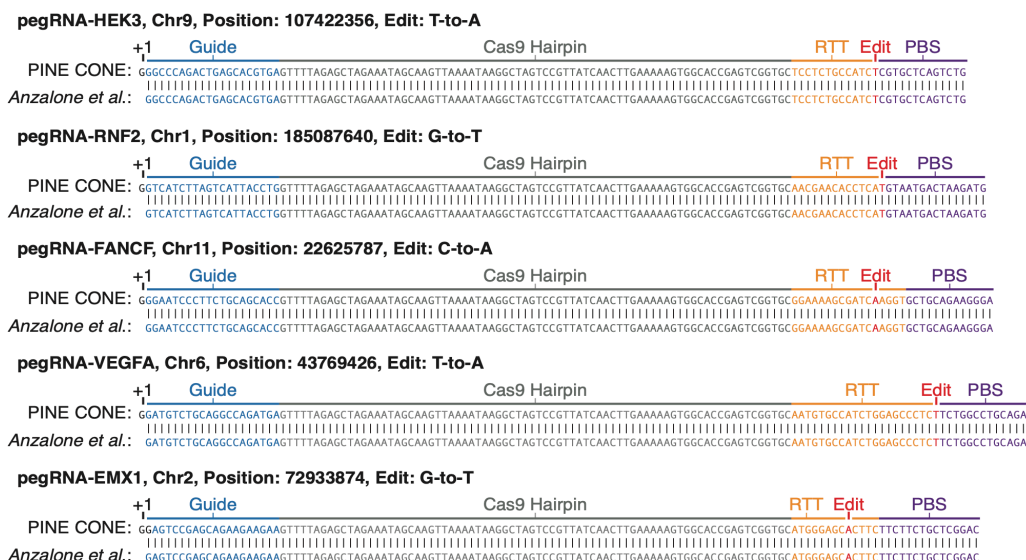 pegRNA-HEK3, Chr9, Position: 107422356, Edit: T-to-A
+1 Guide Cas9 Hairpin RTT Edit PBS
PINE CONE: GGGCCCAGACTGAGCACGTGAGTTTTAGAGCTAGAAATAGCAAGTTAAAATAAGGCTAGTCCGTTATCAACTTGAAAAAGTGGCACCGAGTCGGTGCTCCTCTGCCATCTCGTGCTCAGTCTG
Anzalone et al.: GGCCCAGACTGAGCACGTGAGTTTTAGAGCTAGAAATAGCAAGTTAAAATAAGGCTAGTCCGTTATCAACTTGAAAAAGTGGCACCGAGTCGGTGCTCCTCTGCCATCTCGTGCTCAGTCTG
pegRNA-RNF2, Chr1, Position: 185087640, Edit: G-to-T
+1 Guide Cas9 Hairpin RTT Edit PBS
PINE CONE: GGTCATCTTAGTCATTACCTGGTTTTAGAGCTAGAAATAGCAAGTTAAAATAAGGCTAGTCCGTTATCAACTTGAAAAAGTGGCACCGAGTCGGTGCAACGAACACCTCATGTAATGACTAAGATG
Anzalone et al.: GTCATCTTAGTCATTACCTGGTTTTAGAGCTAGAAATAGCAAGTTAAAATAAGGCTAGTCCGTTATCAACTTGAAAAAGTGGCACCGAGTCGGTGCAACGAACACCTCATGTAATGACTAAGATG
pegRNA-FANCF, Chr11, Position: 22625787, Edit: C-to-A
+1 Guide Cas9 Hairpin RTT Edit PBS
PINE CONE: GGGAATCCCTTCTGCAGCACCGTTTTAGAGCTAGAAATAGCAAGTTAAAATAAGGCTAGTCCGTTATCAACTTGAAAAAGTGGCACCGAGTCGGTGCGGAAAAGCGATCAAGGTGCTGCAGAAGGGA
Anzalone et al.: GGAATCCCTTCTGCAGCACCGTTTTAGAGCTAGAAATAGCAAGTTAAAATAAGGCTAGTCCGTTATCAACTTGAAAAAGTGGCACCGAGTCGGTGCGGAAAAGCGATCAAGGTGCTGCAGAAGGGA
pegRNA-VEGFA, Chr6, Position: 43769426, Edit: T-to-A
+1 Guide Cas9 Hairpin RTT Edit PBS
PINE CONE: GGATGTCTGCAGGCCAGATGAGTTTTAGAGCTAGAAATAGCAAGTTAAAATAAGGCTAGTCCGTTATCAACTTGAAAAAGTGGCACCGAGTCGGTGCAATGTGCCATCTGGAGCCCTCTTCTGGCCTGCAGA
Anzalone et al.: GATGTCTGCAGGCCAGATGAGTTTTAGAGCTAGAAATAGCAAGTTAAAATAAGGCTAGTCCGTTATCAACTTGAAAAAGTGGCACCGAGTCGGTGCAATGTGCCATCTGGAGCCCTCTTCTGGCCTGCAGA
pegRNA-EMX1, Chr2, Position: 72933874, Edit: G-to-T
+1 Guide Cas9 Hairpin RTT Edit PBS
PINE CONE: GGAGTCCGAGCAGAAGAAGAAGTTTTAGAGCTAGAAATAGCAAGTTAAAATAAGGCTAGTCCGTTATCAACTTGAAAAAGTGGCACCGAGTCGGTGCATGGGAGCACTTCTTCTTCTGCTCGGAC
Anzalone et al.: GAGTCCGAGCAGAAGAAGAAGTTTTAGAGCTAGAAATAGCAAGTTAAAATAAGGCTAGTCCGTTATCAACTTGAAAAAGTGGCACCGAGTCGGTGCATGGGAGCACTTCTTCTTCTGCTCGGAC